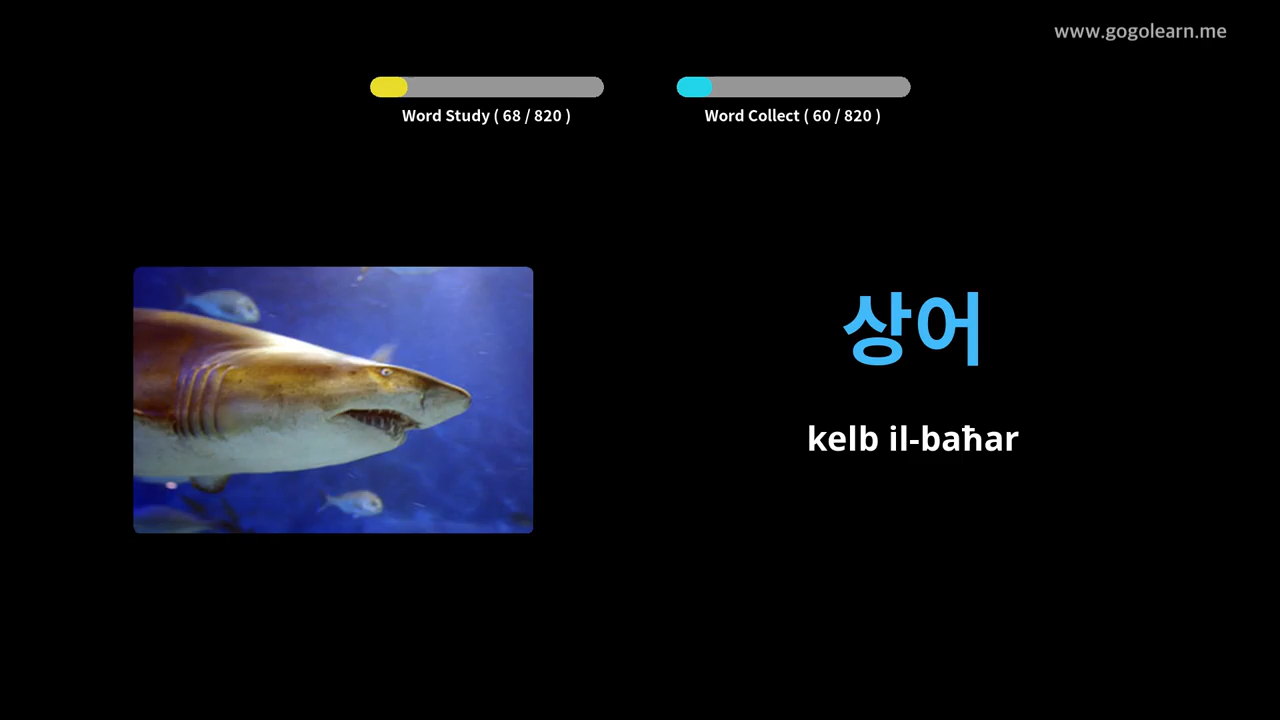 www.gogolearn.me
Word Study ( 68 / 820 )
Word Collect ( 60 / 820 )
상어
kelb il-baħar